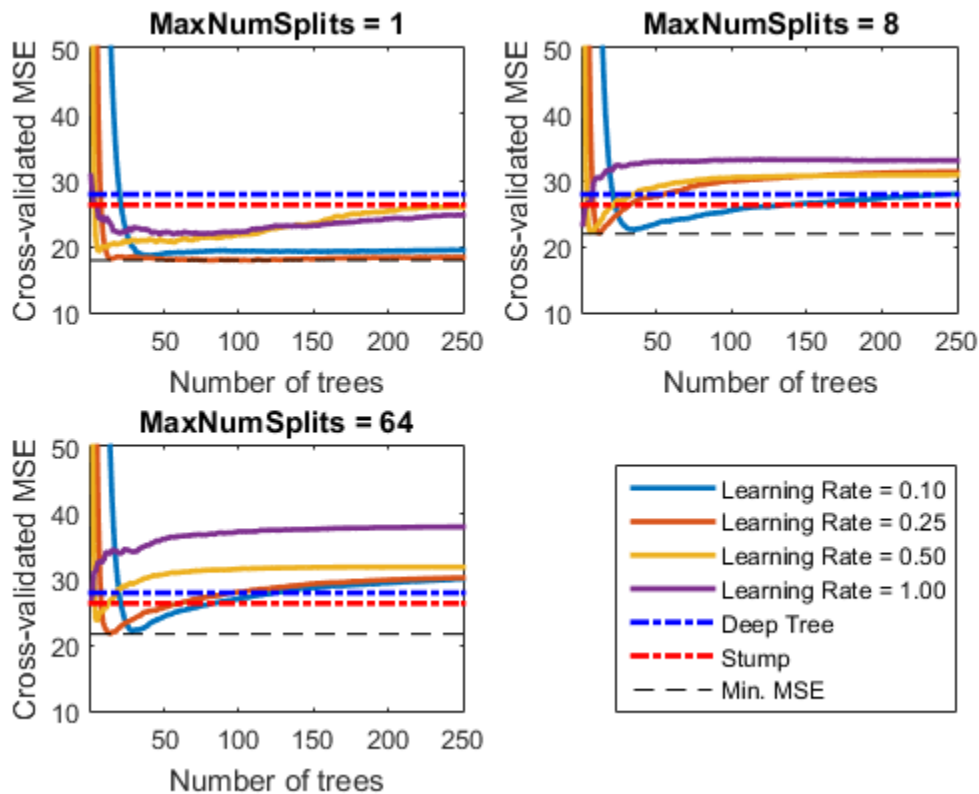 MaxNumSplits = 1
50
40
30
20
10
Cross-validated MSE
50 100 150 200 250
Number of trees
MaxNumSplits = 8
50
40
30
20
10
Cross-validated MSE
50 100 150 200 250
Number of trees
MaxNumSplits = 64
50
40
30
20
10
Cross-validated MSE
50 100 150 200 250
Number of trees
Learning Rate = 0.10
Learning Rate = 0.25
Learning Rate = 0.50
Learning Rate = 1.00
Deep Tree
Stump
Min. MSE